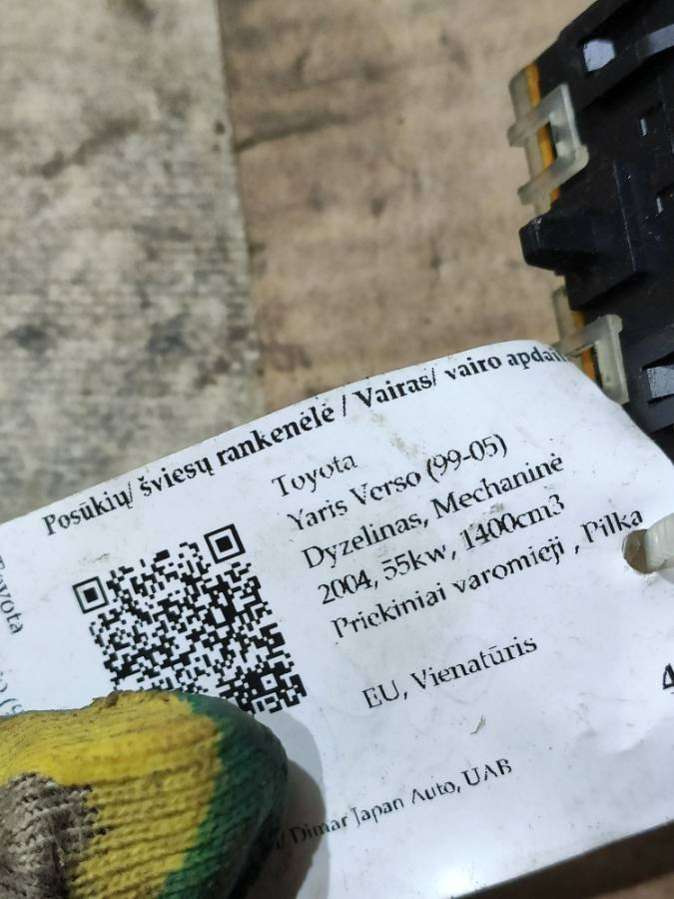 Posūkių/ šviesų rankenėlė / Vairas/ vairo
Toyota
Yaris Verso (99-05)
Dyzelinas, Mechaninė
2004, 55kw, 1400cm3
Priekiniai varomieji , Pilka
EU, Vienatūris
Dimar Japan Auto, UAB
Toyota